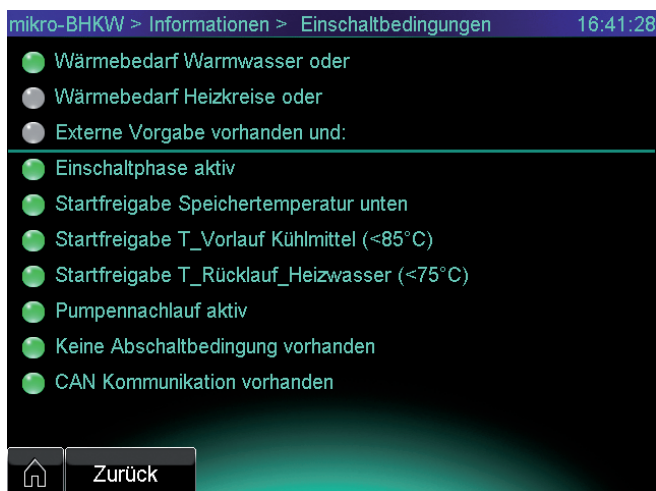 mikro-BHKW > Informationen > Einschaltbedingungen 16:41:28
Wärmebedarf Warmwasser oder
Wärmebedarf Heizkreise oder
Externe Vorgabe vorhanden und:
Einschaltphase aktiv
Startfreigabe Speichertemperatur unten
Startfreigabe T_Vorlauf Kühlmittel (<85°C)
Startfreigabe T_Rücklauf_Heizwasser (<75°C)
Pumpennachlauf aktiv
Keine Abschaltbedingung vorhanden
CAN Kommunikation vorhanden
Zurück